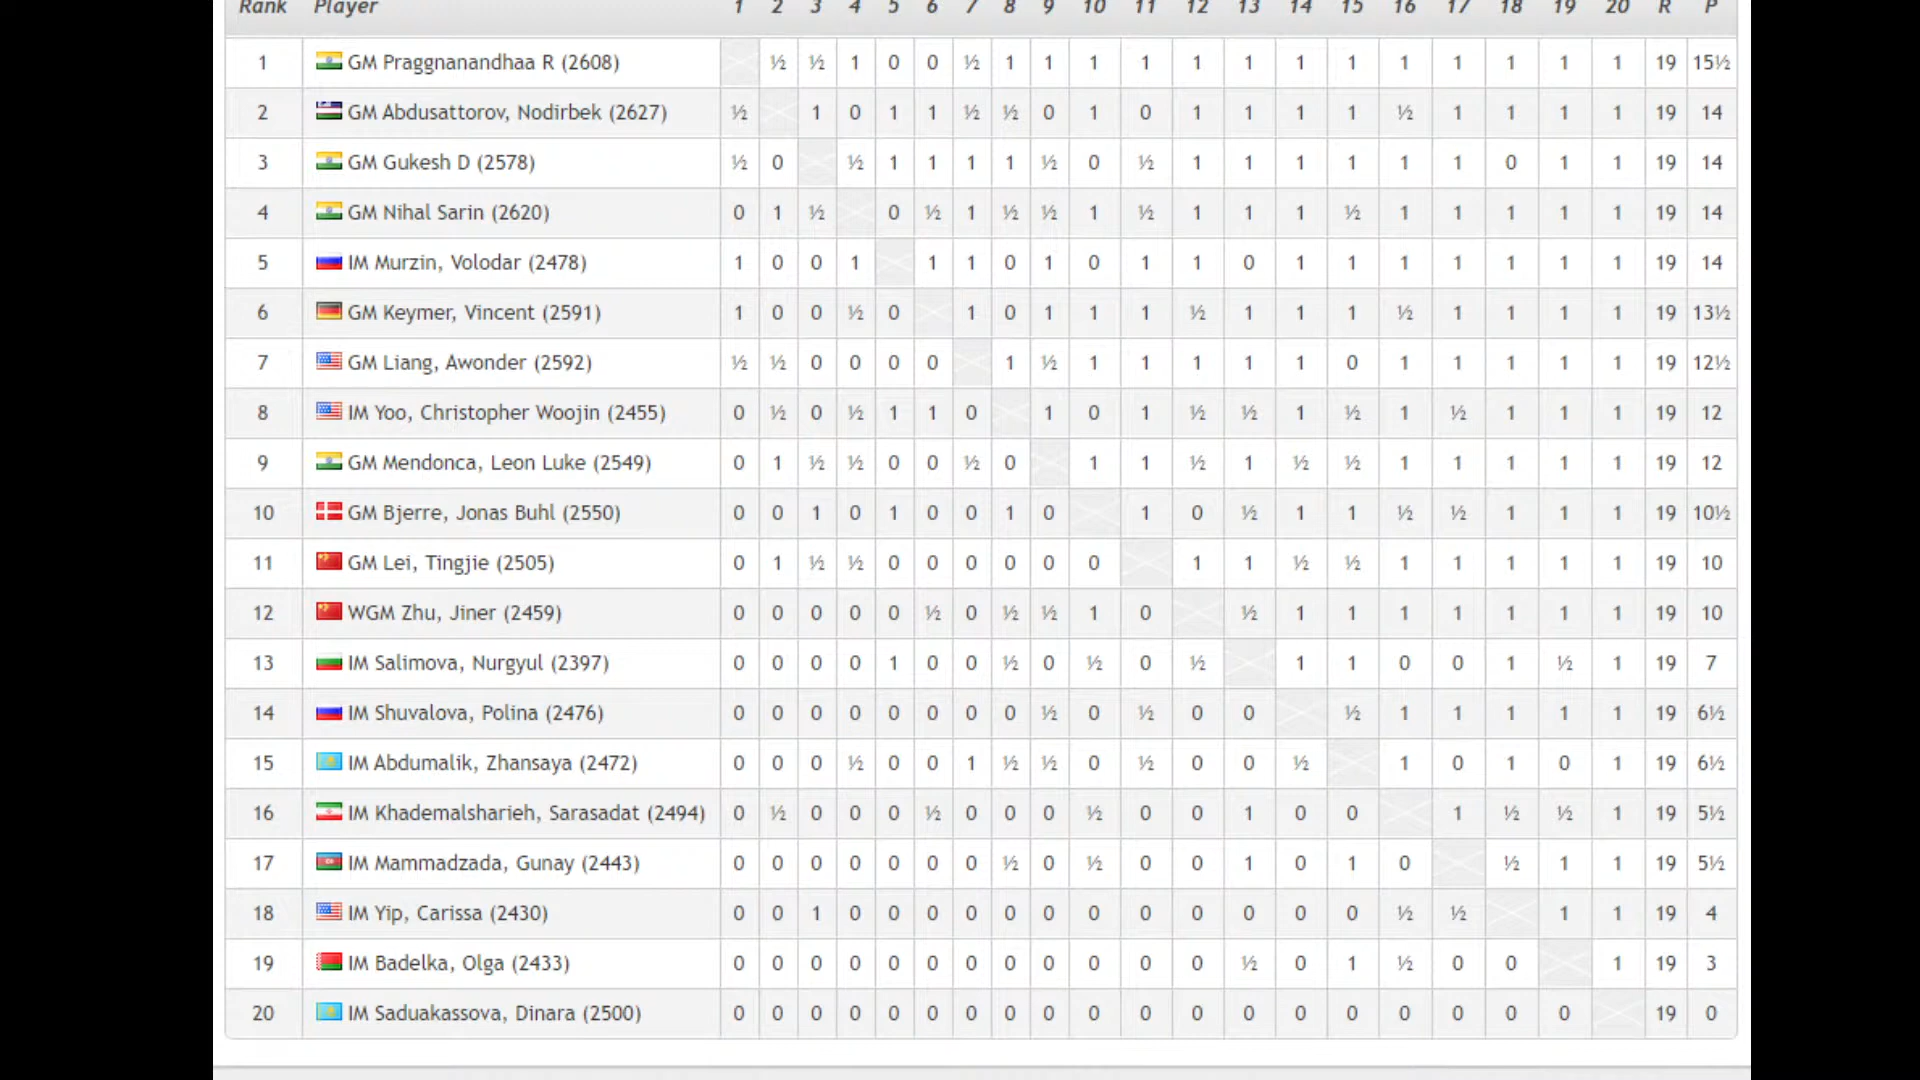 Rank Player 1 2 3 4 5 6 7 8 9 10 11 12 13 14 15 16 17 18 19 20 R P
1 GM Praggnanandhaa R (2608) ½ ½ 1 0 0 ½ 1 1 1 1 1 1 1 1 1 1 1 1 1 19 15½
2 GM Abdusattorov, Nodirbek (2627) ½ 1 0 1 1 ½ ½ 0 1 0 1 1 1 1 ½ 1 1 1 1 19 14
3 GM Gukesh D (2578) ½ 0 ½ 1 1 1 1 ½ 0 ½ 1 1 1 1 1 1 0 1 1 19 14
4 GM Nihal Sarin (2620) 0 1 ½ 0 ½ 1 ½ ½ 1 ½ 1 1 1 ½ 1 1 1 1 1 19 14
5 IM Murzin, Volodar (2478) 1 0 0 1 1 1 0 1 0 1 1 0 1 1 1 1 1 1 1 19 14
6 GM Keymer, Vincent (2591) 1 0 0 ½ 0 1 0 1 1 1 ½ 1 1 1 ½ 1 1 1 1 19 13½
7 GM Liang, Awonder (2592) ½ ½ 0 0 0 0 1 ½ 1 1 1 1 1 0 1 1 1 1 1 19 12½
8 IM Yoo, Christopher Woojin (2455) 0 ½ 0 ½ 1 1 0 1 0 1 ½ ½ 1 ½ 1 ½ 1 1 1 19 12
9 GM Mendonca, Leon Luke (2549) 0 1 ½ ½ 0 0 ½ 0 1 1 ½ 1 ½ ½ 1 1 1 1 1 19 12
10 GM Bjerre, Jonas Buhl (2550) 0 0 1 0 1 0 0 1 0 1 0 ½ 1 1 ½ ½ 1 1 1 19 10½
11 GM Lei, Tingjie (2505) 0 1 ½ ½ 0 0 0 0 0 0 1 1 ½ ½ 1 1 1 1 1 19 10
12 WGM Zhu, Jiner (2459) 0 0 0 0 0 ½ 0 ½ ½ 1 0 ½ 1 1 1 1 1 1 1 19 10
13 IM Salimova, Nurgyul (2397) 0 0 0 0 1 0 0 ½ 0 ½ 0 ½ 1 1 0 0 1 ½ 1 19 7
14 IM Shuvalova, Polina (2476) 0 0 0 0 0 0 0 0 ½ 0 ½ 0 0 ½ 1 1 1 1 1 19 6½
15 IM Abdumalik, Zhansaya (2472) 0 0 0 ½ 0 0 1 ½ ½ 0 ½ 0 0 ½ 1 0 1 0 1 19 6½
16 IM Khademalsharieh, Sarasadat (2494) 0 ½ 0 0 0 ½ 0 0 0 ½ 0 0 1 0 0 1 ½ ½ 1 19 5½
17 IM Mammadzada, Gunay (2443) 0 0 0 0 0 0 0 ½ 0 ½ 0 0 1 0 1 0 ½ 1 1 19 5½
18 IM Yip, Carissa (2430) 0 0 1 0 0 0 0 0 0 0 0 0 0 0 0 ½ ½ 1 1 19 4
19 IM Badelka, Olga (2433) 0 0 0 0 0 0 0 0 0 0 0 0 ½ 0 1 ½ 0 0 1 19 3
20 IM Saduakassova, Dinara (2500) 0 0 0 0 0 0 0 0 0 0 0 0 0 0 0 0 0 0 0 19 0